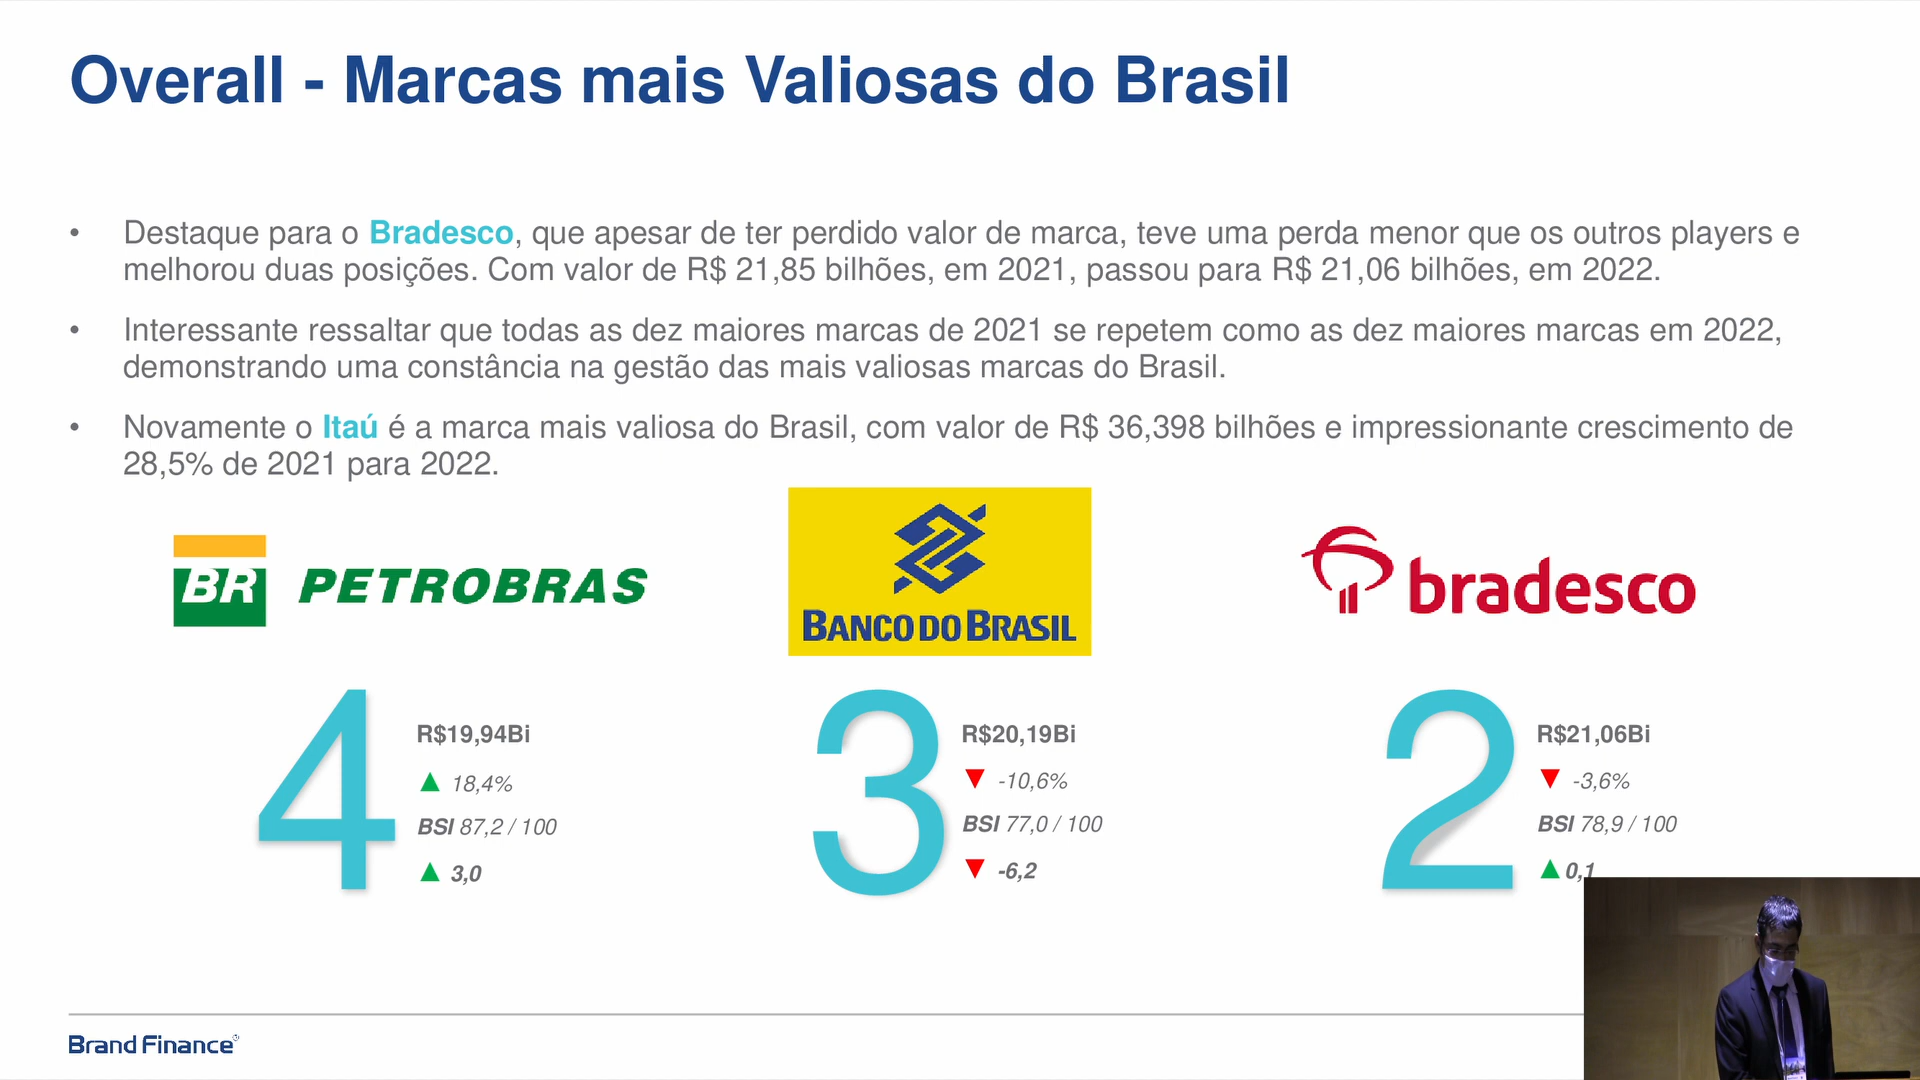 Overall - Marcas mais Valiosas do Brasil
• Destaque para o Bradesco, que apesar de ter perdido valor de marca, teve uma perda menor que os outros players e
melhorou duas posições. Com valor de R$ 21,85 bilhões, em 2021, passou para R$ 21,06 bilhões, em 2022.
• Interessante ressaltar que todas as dez maiores marcas de 2021 se repetem como as dez maiores marcas em 2022,
demonstrando uma constância na gestão das mais valiosas marcas do Brasil.
• Novamente o Itaú é a marca mais valiosa do Brasil, com valor de R$ 36,398 bilhões e impressionante crescimento de
28,5% de 2021 para 2022.
BR PETROBRAS
4
R$19,94Bi
▲ 18,4%
BSI 87,2 / 100
▲ 3,0
BANCO DO BRASIL
3
R$20,19Bi
▼ -10,6%
BSI 77,0 / 100
▼ -6,2
bradesco
2
R$21,06Bi
▼ -3,6%
BSI 78,9 / 100
▲ 0,1
Brand Finance®